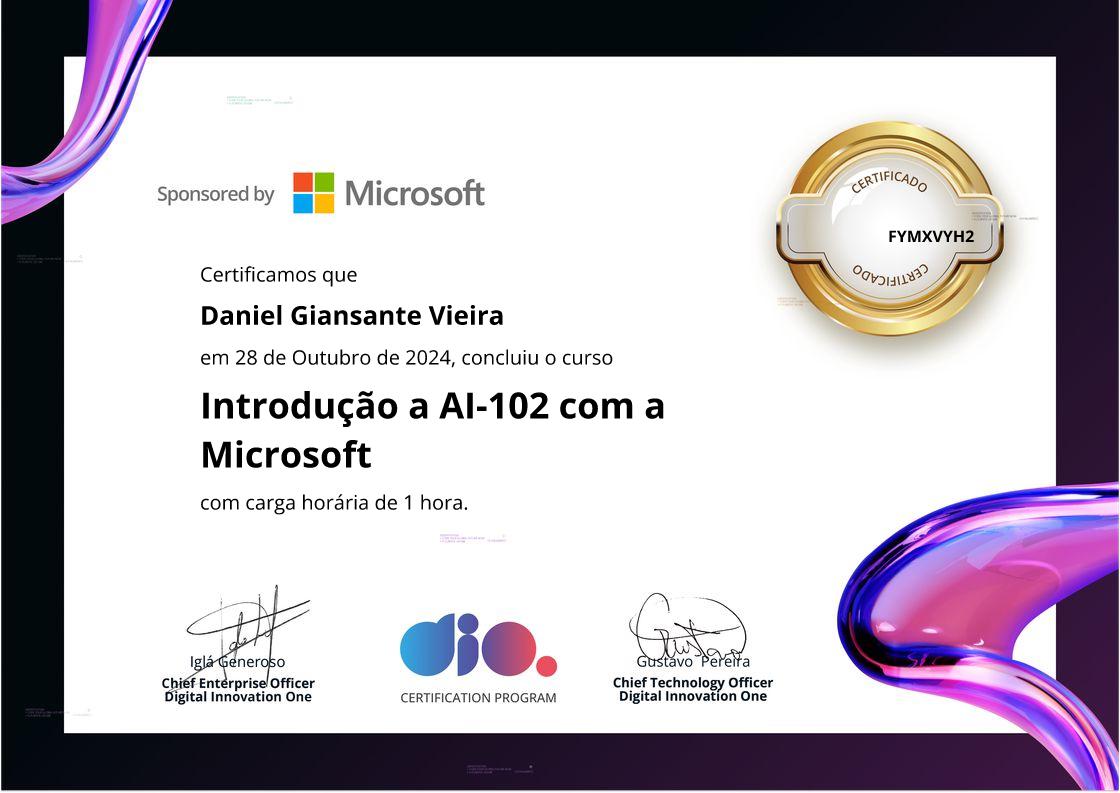 Sponsored by Microsoft
CERTIFICADO
FYMXVYH2
CERTIFICADO
Certificamos que
Daniel Giansante Vieira
em 28 de Outubro de 2024, concluiu o curso
Introdução a AI-102 com a
Microsoft
com carga horária de 1 hora.
Iglá Generoso
Chief Enterprise Officer
Digital Innovation One
dio.
CERTIFICATION PROGRAM
Gustavo Pereira
Chief Technology Officer
Digital Innovation One